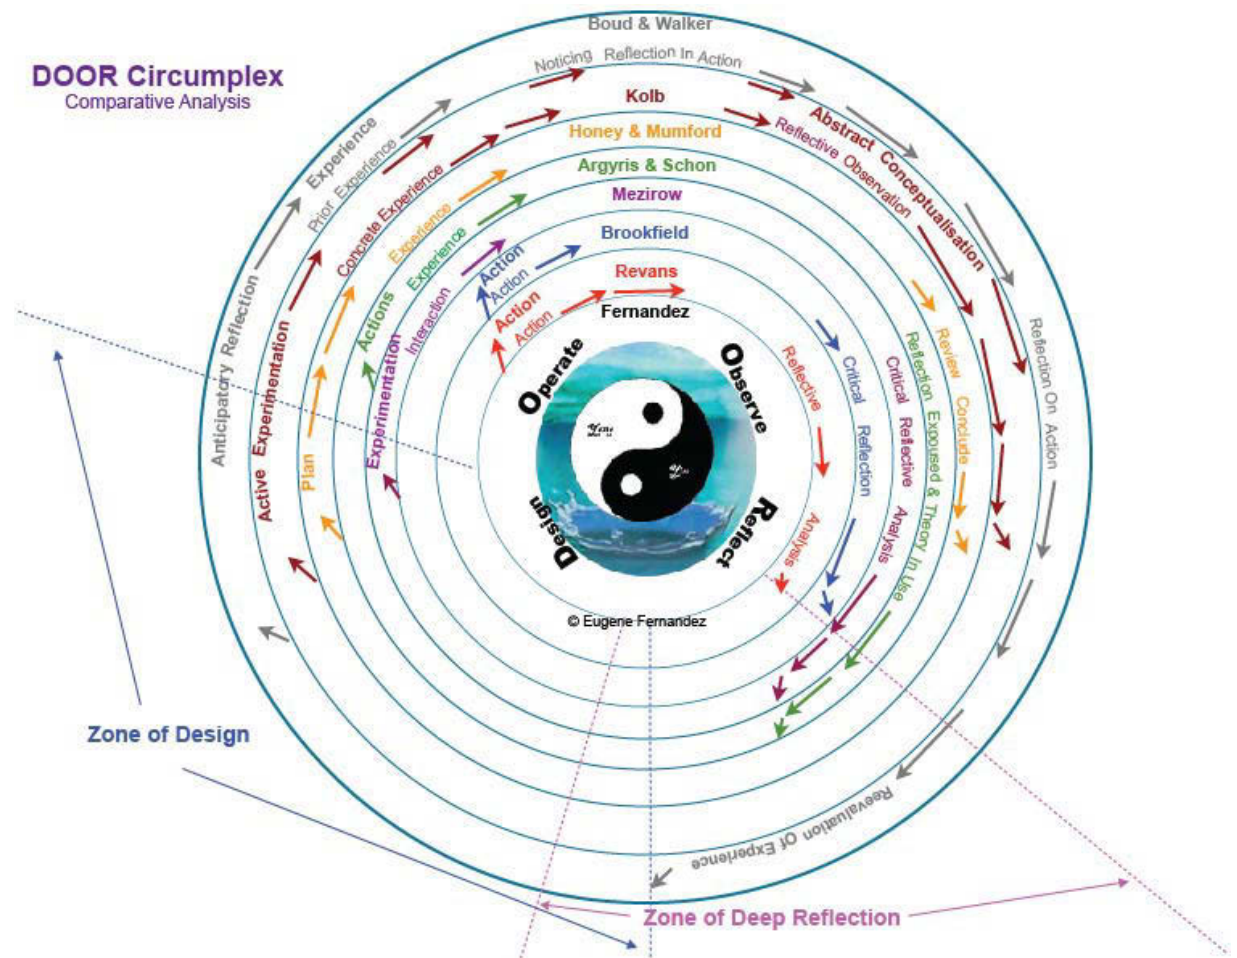 DOOR Circumplex
Comparative Analysis
Boud & Walker
Noticing
Reflection In Action
Kolb
Honey & Mumford
Argyris & Schon
Mezirow
Brookfield
Revans
Fernandez
Anticipatory Reflection
Experience
Prior Experience
Active Experimentation
Concrete Experience
Plan
Experience
Actions
Experience
Experimentation
Interaction
Action
Action
Action
Action
Abstract Conceptualisation
Reflective Observation
Reflection On Action
Review
Conclude
Reflection Expoused & Theory In Use
Critical Reflective Analysis
Critical Reflection
Reflective
Analysis
Operate
Observe
Design
Reflect
© Eugene Fernandez
Reevaluation Of Experience
Zone of Design
Zone of Deep Reflection